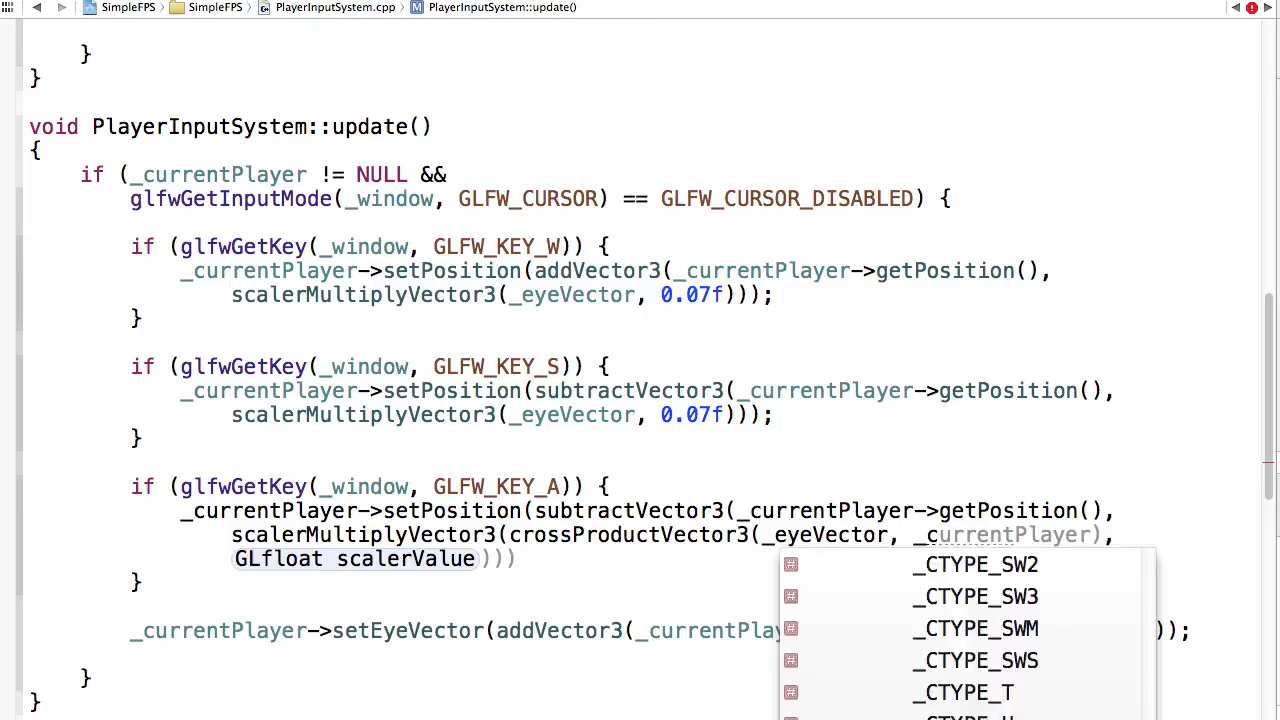 SimpleFPS SimpleFPS PlayerInputSystem.cpp PlayerInputSystem::update()
}
}
void PlayerInputSystem::update()
{
if (_currentPlayer != NULL &&
glfwGetInputMode(_window, GLFW_CURSOR) == GLFW_CURSOR_DISABLED) {
if (glfwGetKey(_window, GLFW_KEY_W)) {
_currentPlayer->setPosition(addVector3(_currentPlayer->getPosition(),
scalerMultiplyVector3(_eyeVector, 0.07f)));
}
if (glfwGetKey(_window, GLFW_KEY_S)) {
_currentPlayer->setPosition(subtractVector3(_currentPlayer->getPosition(),
scalerMultiplyVector3(_eyeVector, 0.07f)));
}
if (glfwGetKey(_window, GLFW_KEY_A)) {
_currentPlayer->setPosition(subtractVector3(_currentPlayer->getPosition(),
scalerMultiplyVector3(crossProductVector3(_eyeVector, _currentPlayer),
GLfloat scalerValue)))
_CTYPE_SW2
}
_CTYPE_SW3
_currentPlayer->setEyeVector(addVector3(_currentPla ));
_CTYPE_SWM
_CTYPE_SWS
}
_CTYPE_T
}